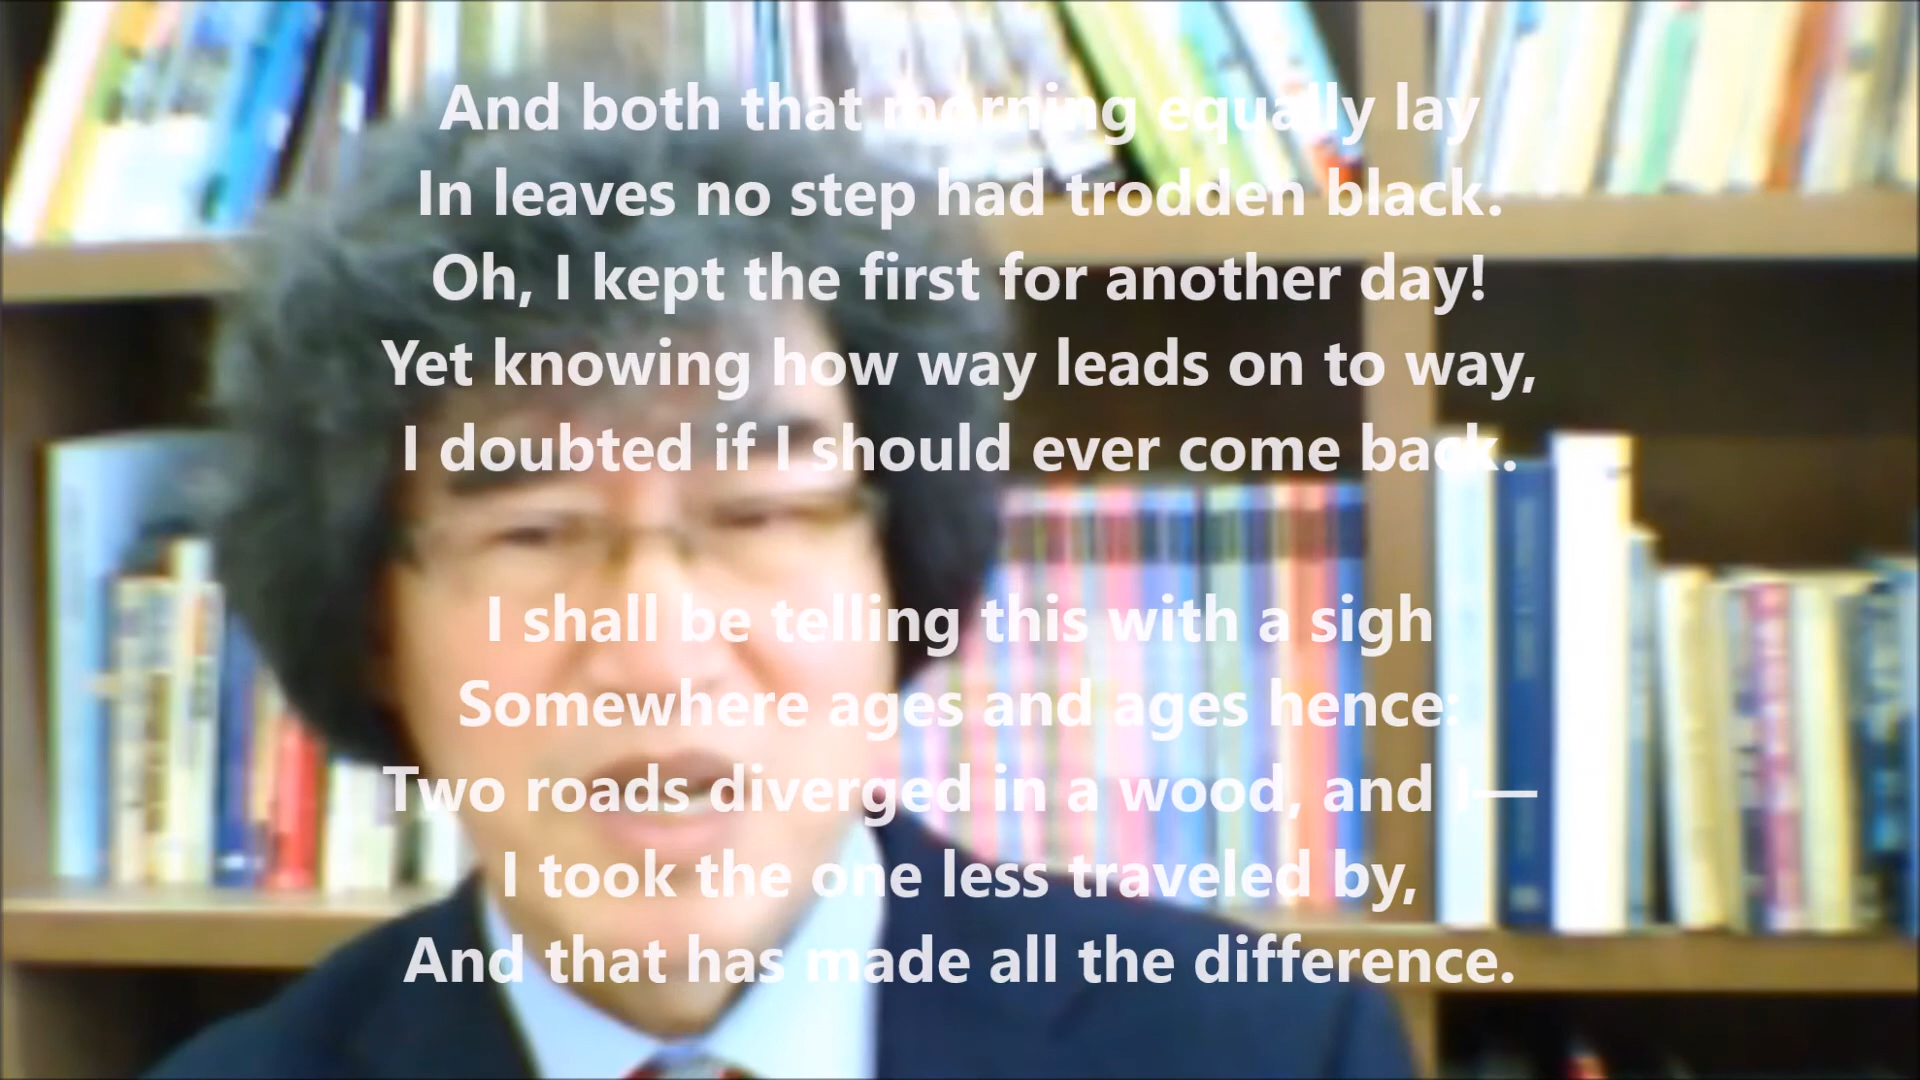 And both that morning equally lay
In leaves no step had trodden black.
Oh, I kept the first for another day!
Yet knowing how way leads on to way,
I doubted if I should ever come back.
I shall be telling this with a sigh
Somewhere ages and ages hence:
Two roads diverged in a wood, and I—
I took the one less traveled by,
And that has made all the difference.